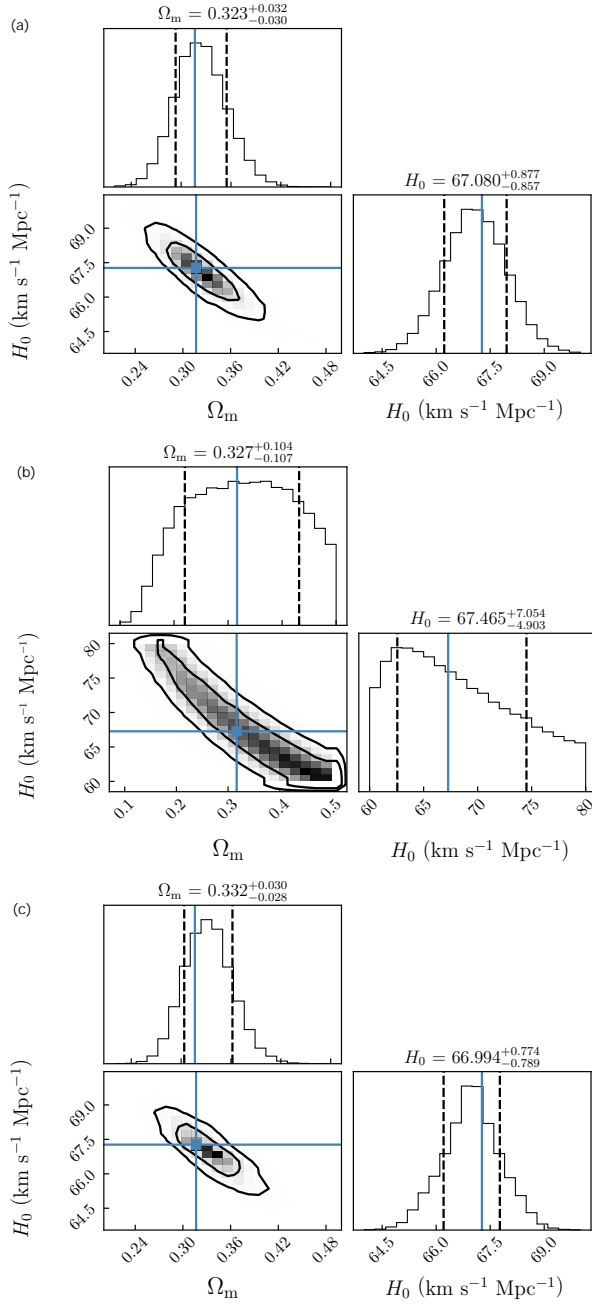 (a)
Ω_m = 0.323^{+0.032}_{-0.030}
H_0 = 67.080^{+0.877}_{-0.857}
H_0 (km s^{-1} Mpc^{-1})
69.0
67.5
66.0
64.5
0.24 0.30 0.36 0.42 0.48
Ω_m
64.5 66.0 67.5 69.0
H_0 (km s^{-1} Mpc^{-1})
(b)
Ω_m = 0.327^{+0.104}_{-0.107}
H_0 = 67.465^{+7.054}_{-4.903}
H_0 (km s^{-1} Mpc^{-1})
80
75
70
65
60
0.1 0.2 0.3 0.4 0.5
Ω_m
60 65 70 75 80
H_0 (km s^{-1} Mpc^{-1})
(c)
Ω_m = 0.332^{+0.030}_{-0.028}
H_0 = 66.994^{+0.774}_{-0.789}
H_0 (km s^{-1} Mpc^{-1})
69.0
67.5
66.0
64.5
0.24 0.30 0.36 0.42 0.48
Ω_m
64.5 66.0 67.5 69.0
H_0 (km s^{-1} Mpc^{-1})